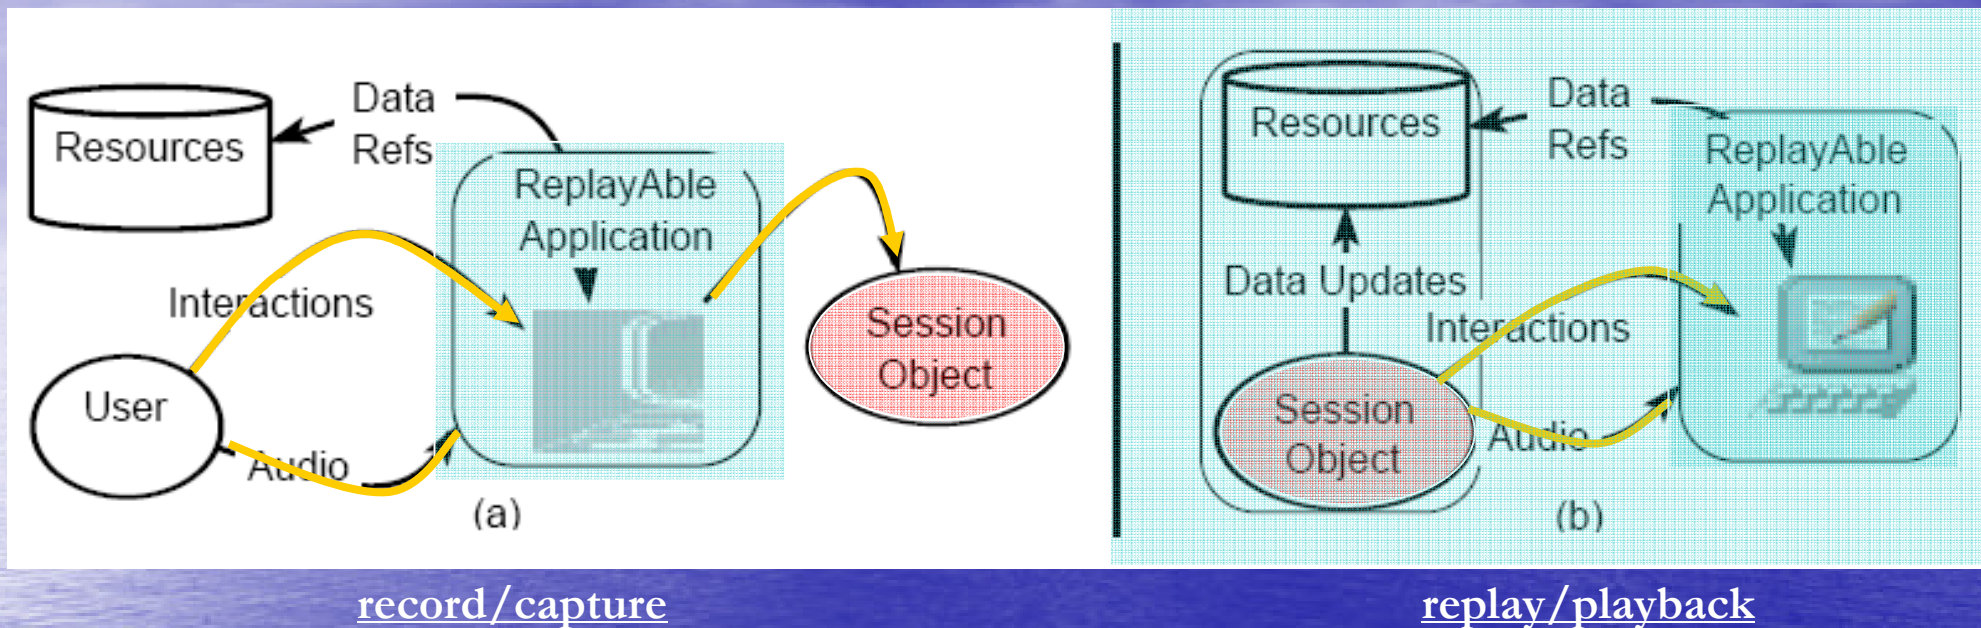 Resources
Data
Refs
ReplayAble
Application
Interactions
Session
Object
User
Audio
(a)
Resources
Data
Refs
ReplayAble
Application
Data Updates
Interactions
Session
Object
Audio
(b)
record/capture
replay/playback